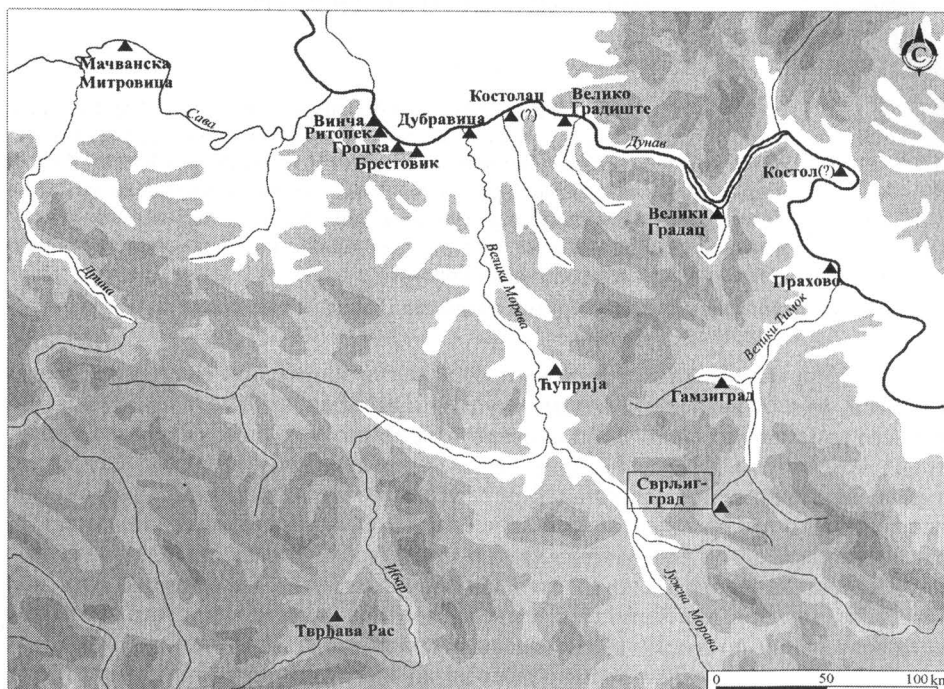 С
Мачванска
Митровица
Сава
Винча
Ритопек
Гроцка
Брестовик
Дубравица
Костолац
(?)
Велико
Градиште
Дунав
Костол(?)
Велики
Градац
Дрина
Велика Морава
Прахово
Велики Тимок
Ћуприја
Гамзиград
Сврљиг-
град
Ибар
Јужна Морава
Тврђава Рас
0 50 100 km